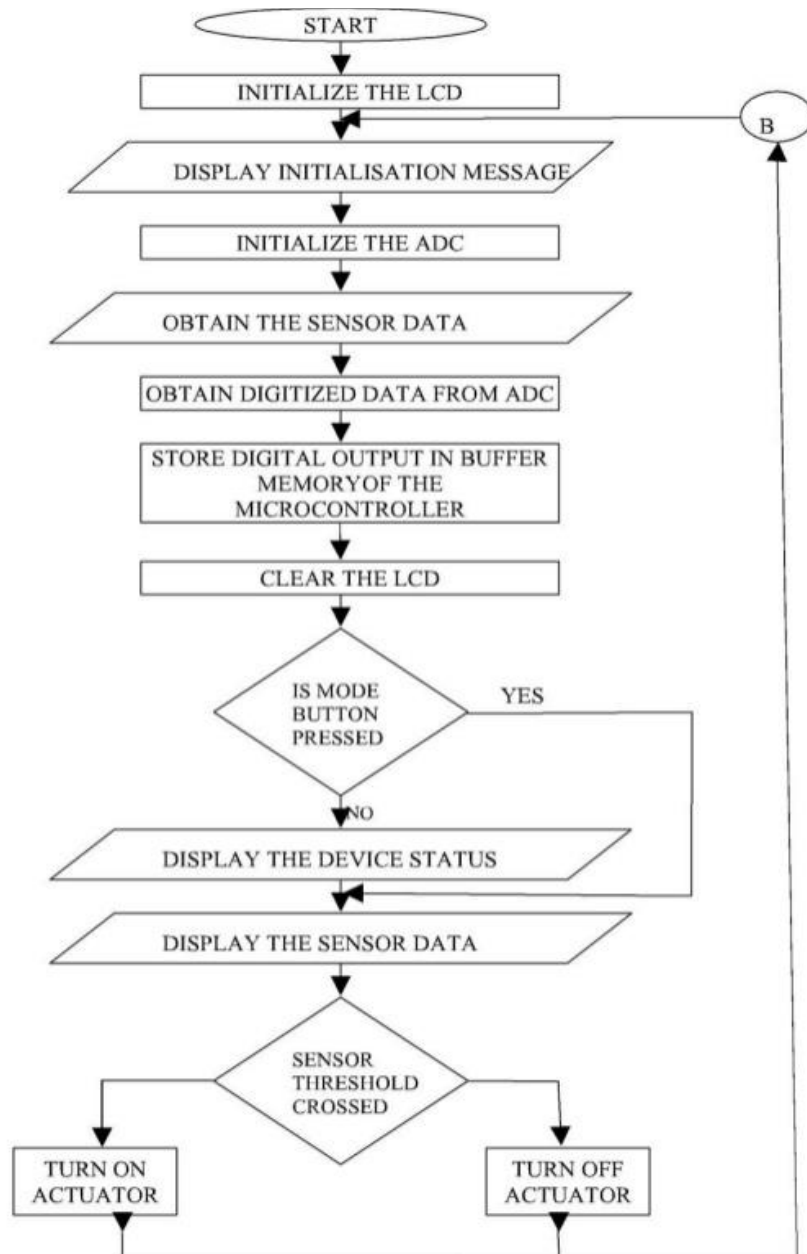 START
INITIALIZE THE LCD
B
DISPLAY INITIALISATION MESSAGE
INITIALIZE THE ADC
OBTAIN THE SENSOR DATA
OBTAIN DIGITIZED DATA FROM ADC
STORE DIGITAL OUTPUT IN BUFFER
MEMORYOF THE
MICROCONTROLLER
CLEAR THE LCD
IS MODE
BUTTON
PRESSED
YES
NO
DISPLAY THE DEVICE STATUS
DISPLAY THE SENSOR DATA
SENSOR
THRESHOLD
CROSSED
TURN ON
ACTUATOR
TURN OFF
ACTUATOR